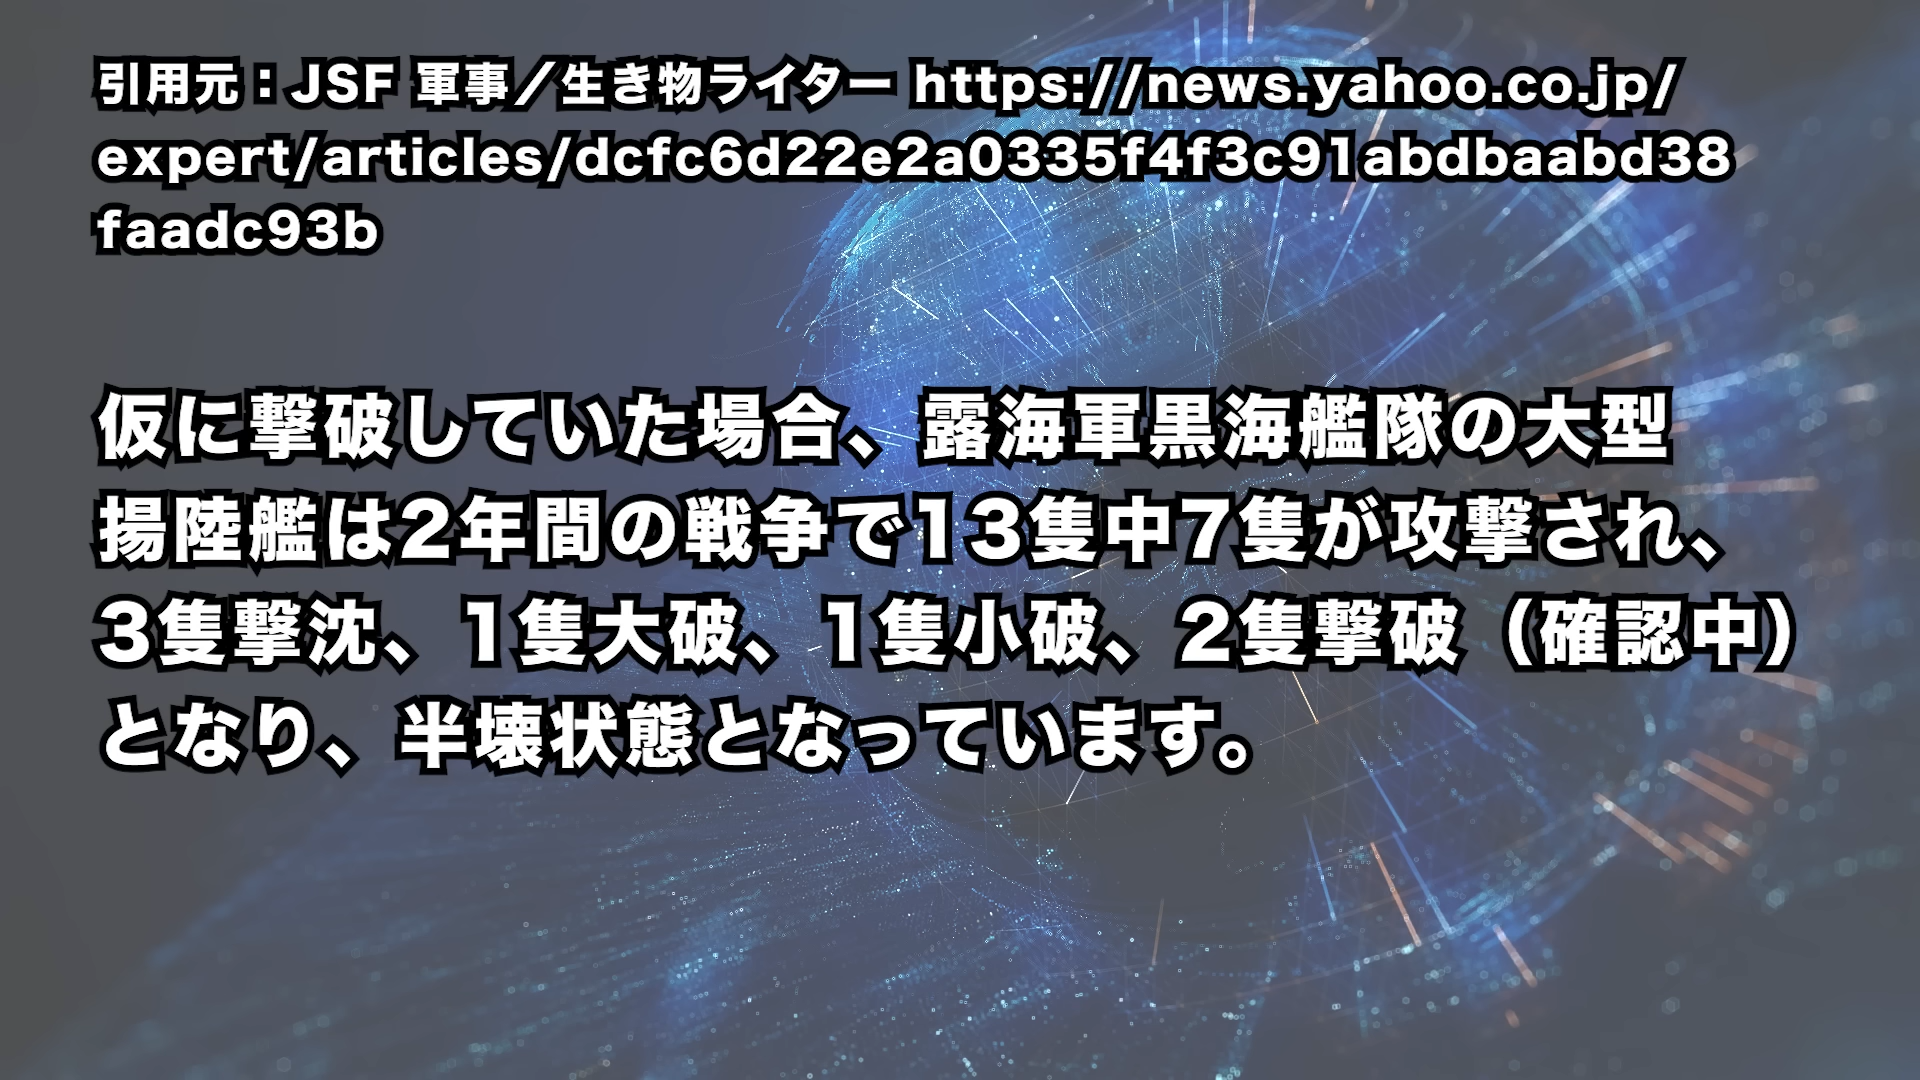 引用元：JSF 軍事／生き物ライター https://news.yahoo.co.jp/
expert/articles/dcfc6d22e2a0335f4f3c91abdbaabd38
faadc93b
仮に撃破していた場合、露海軍黒海艦隊の大型
揚陸艦は2年間の戦争で13隻中7隻が攻撃され、
3隻撃沈、1隻大破、1隻小破、2隻撃破（確認中）
となり、半壊状態となっています。